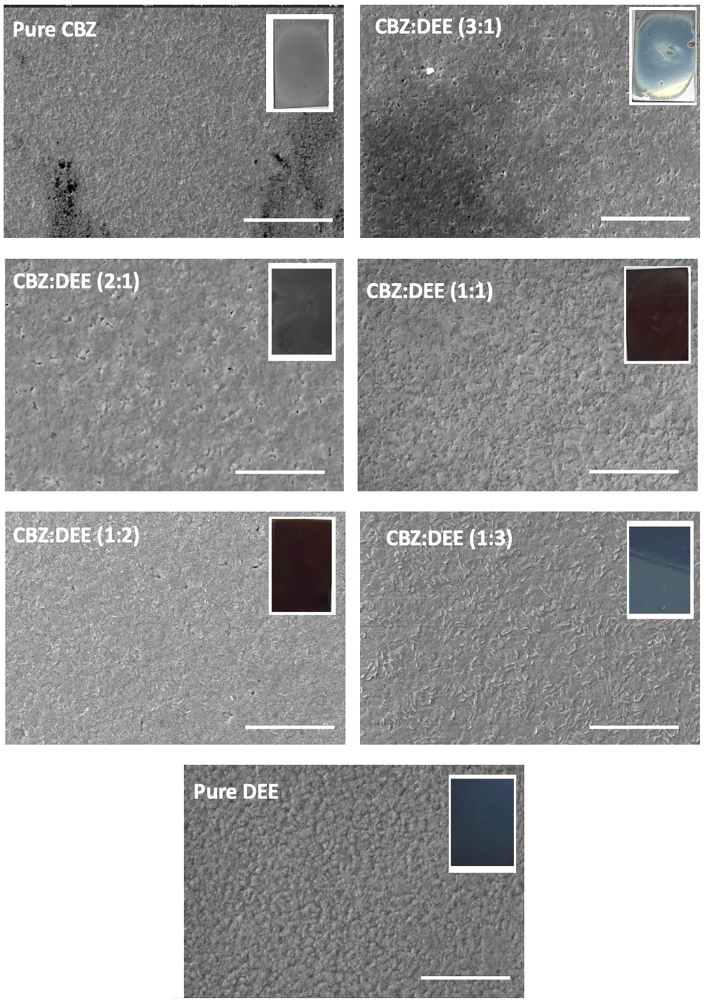 Pure CBZ
CBZ:DEE (3:1)
CBZ:DEE (2:1)
CBZ:DEE (1:1)
CBZ:DEE (1:2)
CBZ:DEE (1:3)
Pure DEE